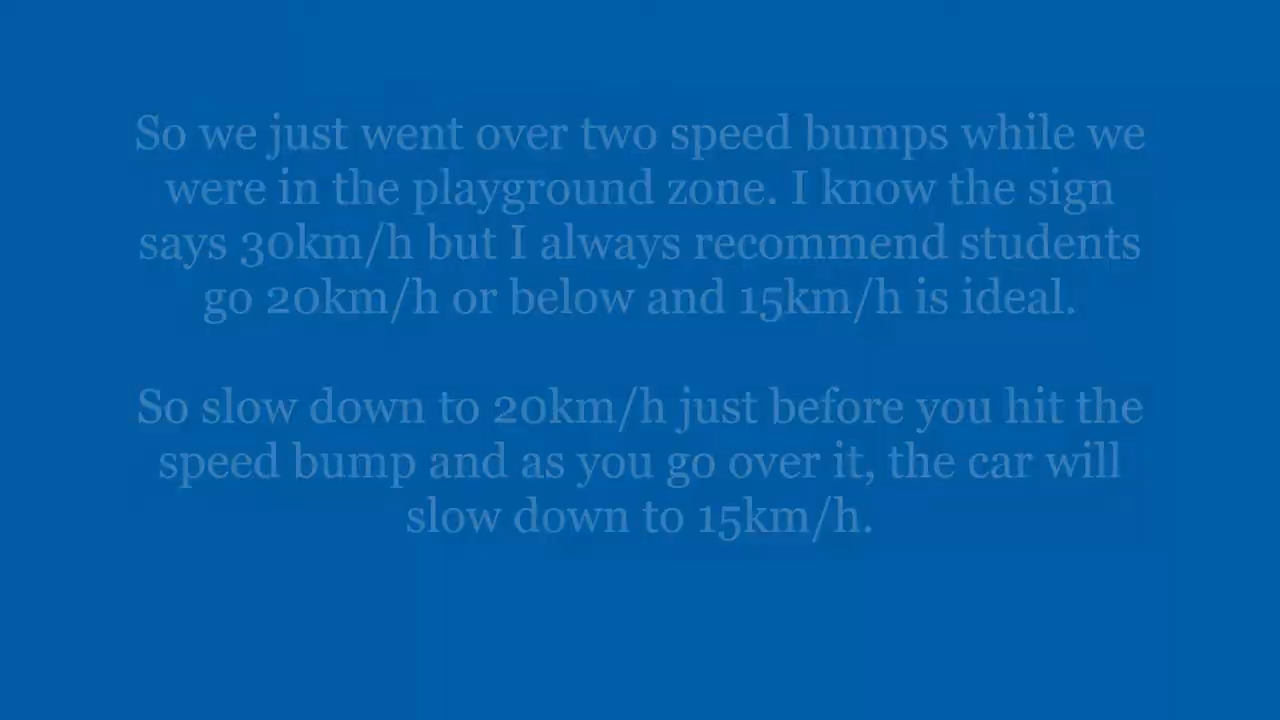 So we just went over two speed bumps while we
were in the playground zone. I know the sign
says 30km/h but I always recommend students
go 20km/h or below and 15km/h is ideal.
So slow down to 20km/h just before you hit the
speed bump and as you go over it, the car will
slow down to 15km/h.